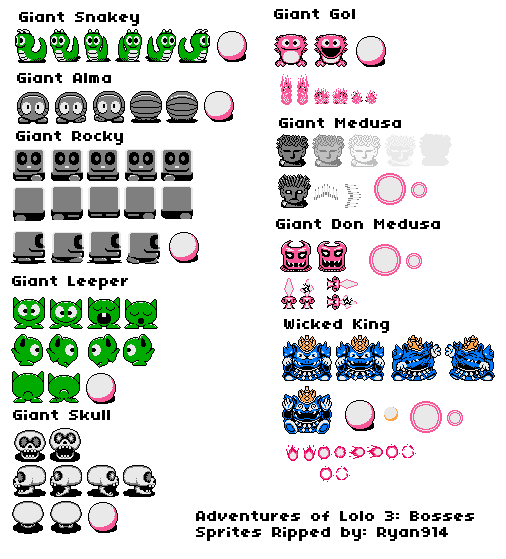 Giant Snakey
Giant Alma
Giant Rocky
Giant Leeper
Giant Skull
Giant Gol
Giant Medusa
Giant Don Medusa
Wicked King
Adventures of Lolo 3: Bosses
Sprites Ripped by: Ryan914